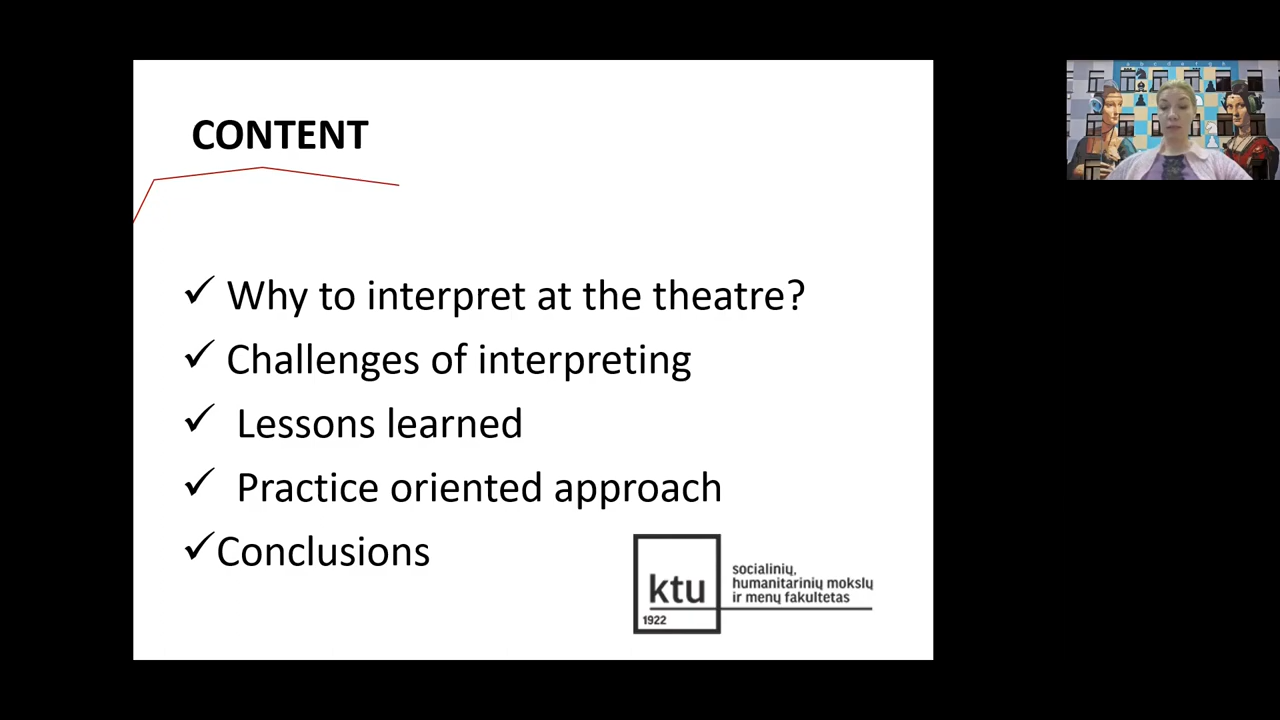 CONTENT
✓ Why to interpret at the theatre?
✓ Challenges of interpreting
✓ Lessons learned
✓ Practice oriented approach
✓Conclusions
ktu
1922
socialinių,
humanitarinių mokslų
ir menų fakultetas